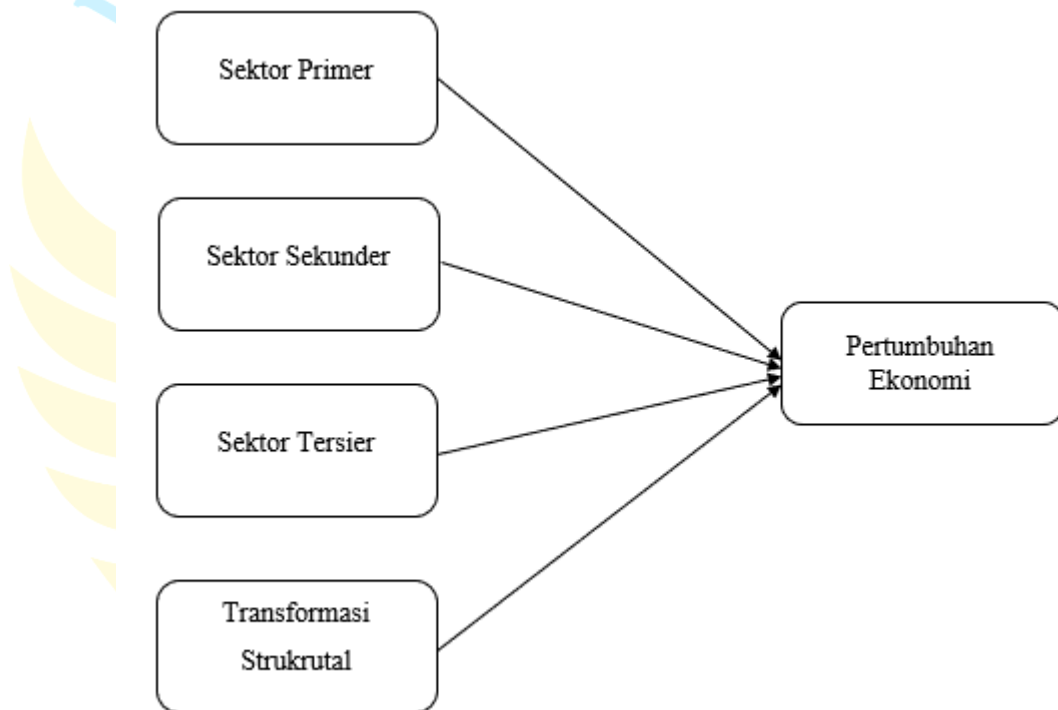 Sektor Primer
Sektor Sekunder
Sektor Tersier
Transformasi
Strukrutal
Pertumbuhan
Ekonomi